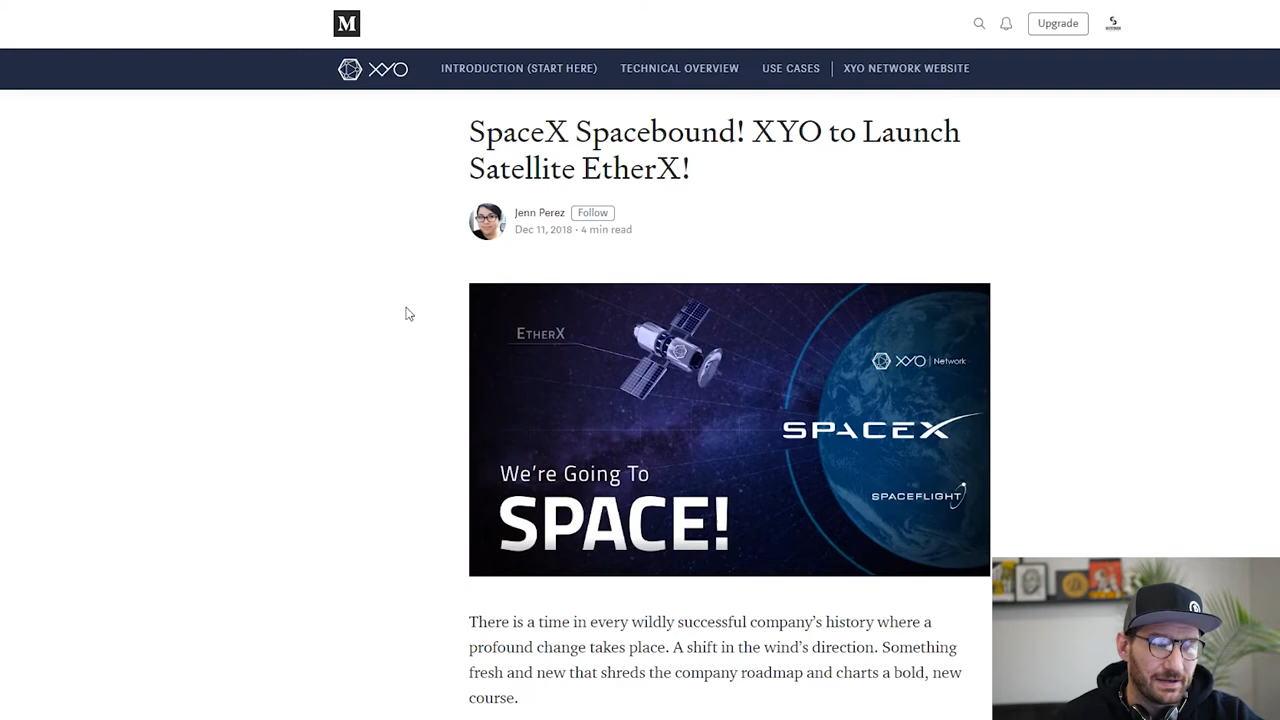 M
Upgrade
XYO
INTRODUCTION (START HERE)
TECHNICAL OVERVIEW
USE CASES
XYO NETWORK WEBSITE
SpaceX Spacebound! XYO to Launch
Satellite EtherX!
Jenn Perez
Follow
Dec 11, 2018 · 4 min read
EtherX
XYO | Network
SPACEX
We're Going To
SPACE!
SPACEFLIGHT
There is a time in every wildly successful company's history where a
profound change takes place. A shift in the wind's direction. Something
fresh and new that shreds the company roadmap and charts a bold, new
course.